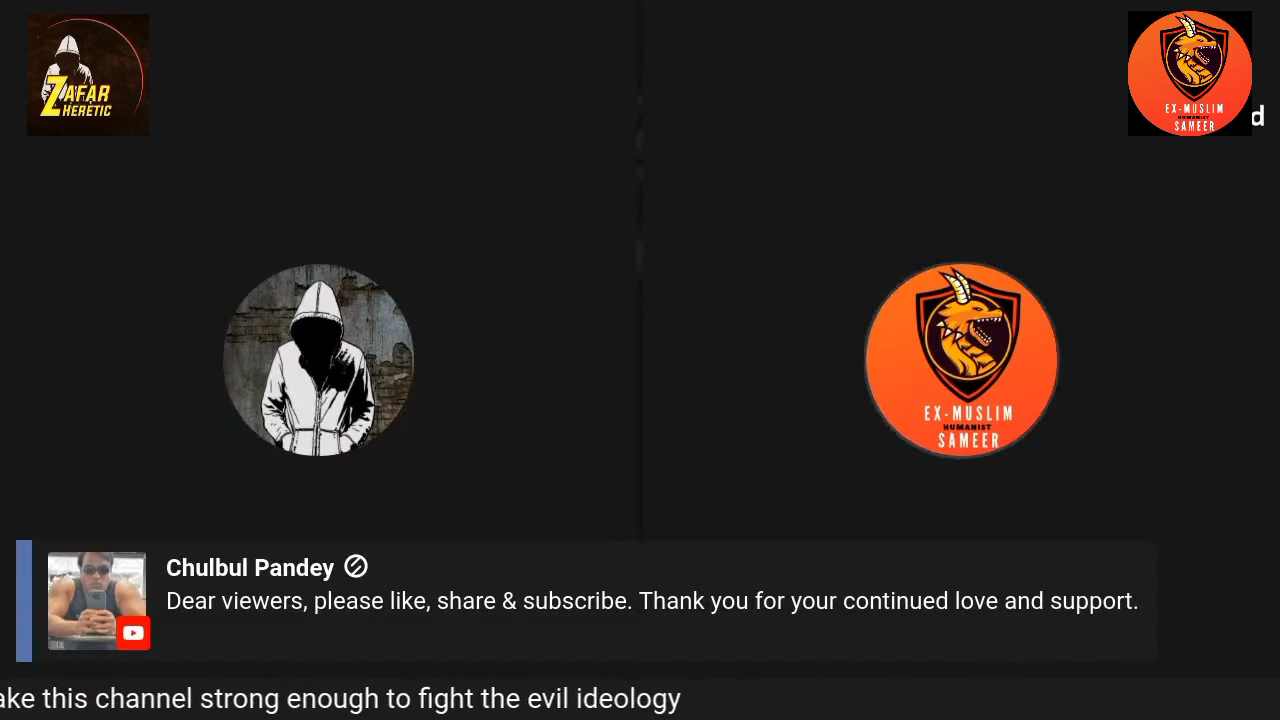 ZAFAR
HERETIC
EX-MUSLIM
HUMANIST
SAMEER
d
EX-MUSLIM
HUMANIST
SAMEER
Chulbul Pandey
Dear viewers, please like, share & subscribe. Thank you for your continued love and support.
ake this channel strong enough to fight the evil ideology